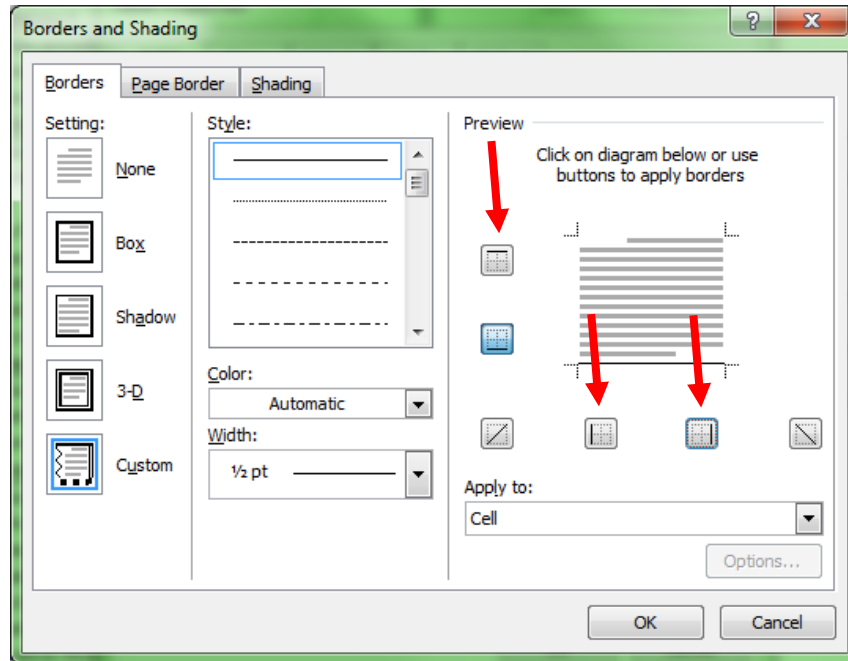 Borders and Shading
Borders Page Border Shading
Setting:
None
Box
Shadow
3-D
Custom
Style:
Color:
Automatic
Width:
½ pt
Preview
Click on diagram below or use
buttons to apply borders
Apply to:
Cell
Options...
OK Cancel